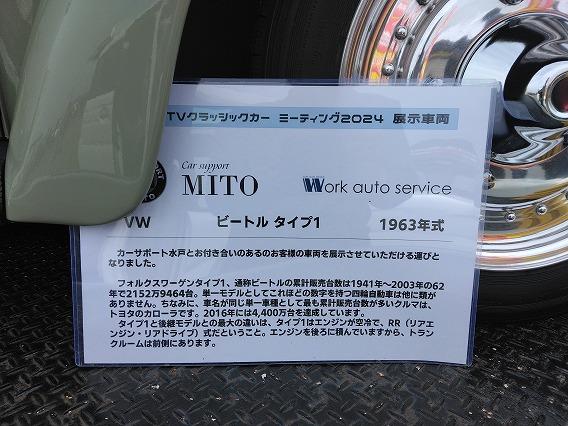 TVクラッシックカー ミーティング2024 展示車両
Car support
MITO
Work auto service
VW ビートル タイプ1 1963年式
カーサポート水戸とお付き合いのあるのお客様の車両を展示させていただける運びと
なりました。
フォルクスワーゲンタイプ1、通称ビートルの累計販売台数は1941年~2003年の62
年で2152万9464台。単一モデルとしてこれほどの数字を持つ四輪自動車は他に類が
ありません。ちなみに、車名が同じ単一車種として最も累計販売台数が多いクルマは、
トヨタのカローラです。2016年には4,400万台を達成しています。
タイプ1と後継モデルとの最大の違いは、タイプ1はエンジンが空冷で、RR(リアエ
ンジン・リアドライブ)式だということ。エンジンを後ろに積んでいますから、トラン
クルームは前側にあります。